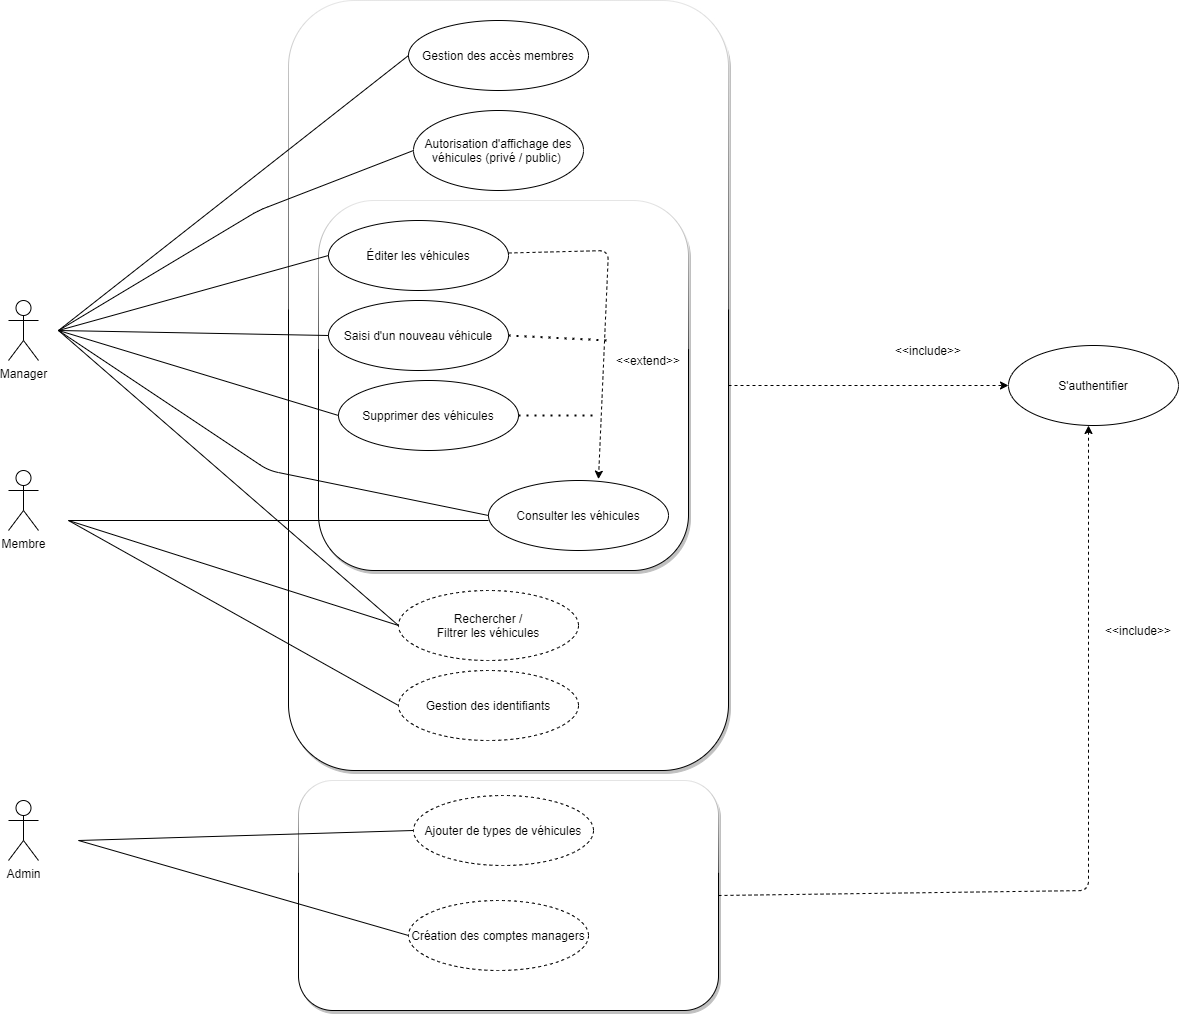 Gestion des accès membres
Autorisation d'affichage des
véhicules (privé / public)
Éditer les véhicules
Saisi d'un nouveau véhicule
<<extend>>
<<include>>
Manager
S'authentifier
Supprimer des véhicules
Consulter les véhicules
Membre
Rechercher /
Filtrer les véhicules
<<include>>
Gestion des identifiants
Ajouter de types de véhicules
Admin
Création des comptes managers